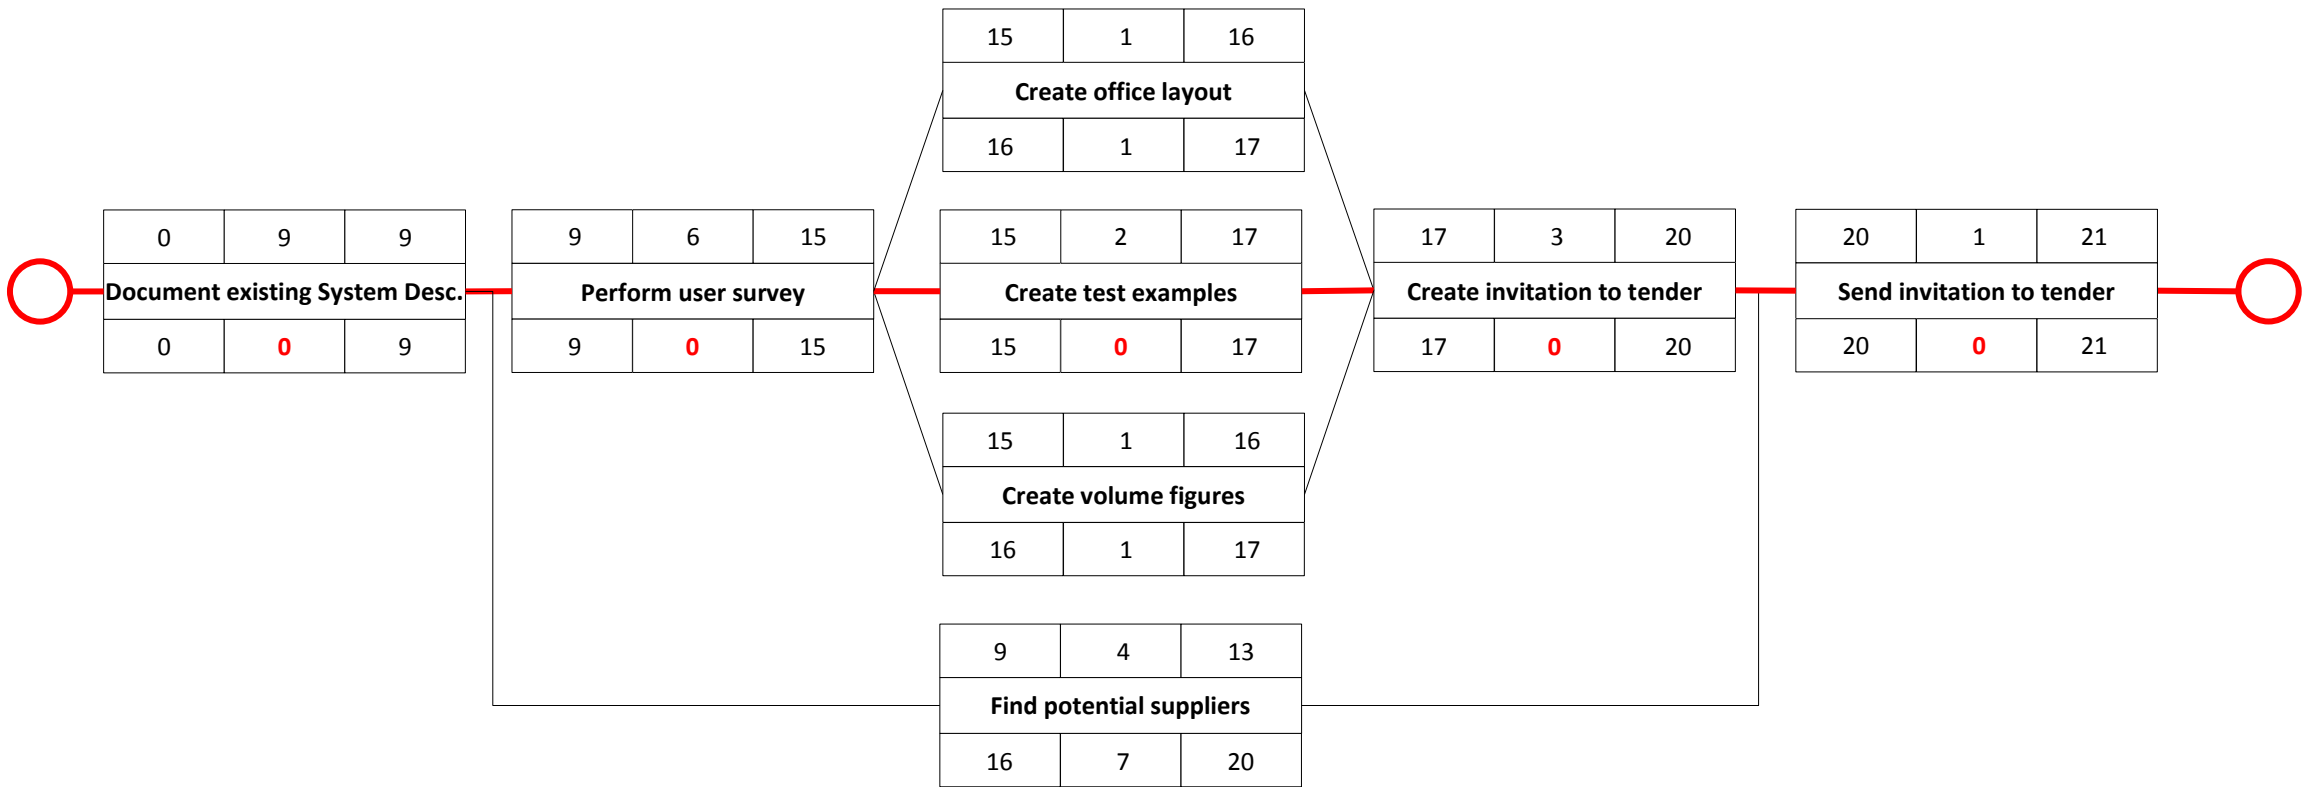 15 1 16
Create office layout
16 1 17
0 9 9
Document existing System Desc.
0 0 9
9 6 15
Perform user survey
9 0 15
15 2 17
Create test examples
15 0 17
17 3 20
Create invitation to tender
17 0 20
20 1 21
Send invitation to tender
20 0 21
15 1 16
Create volume figures
16 1 17
9 4 13
Find potential suppliers
16 7 20